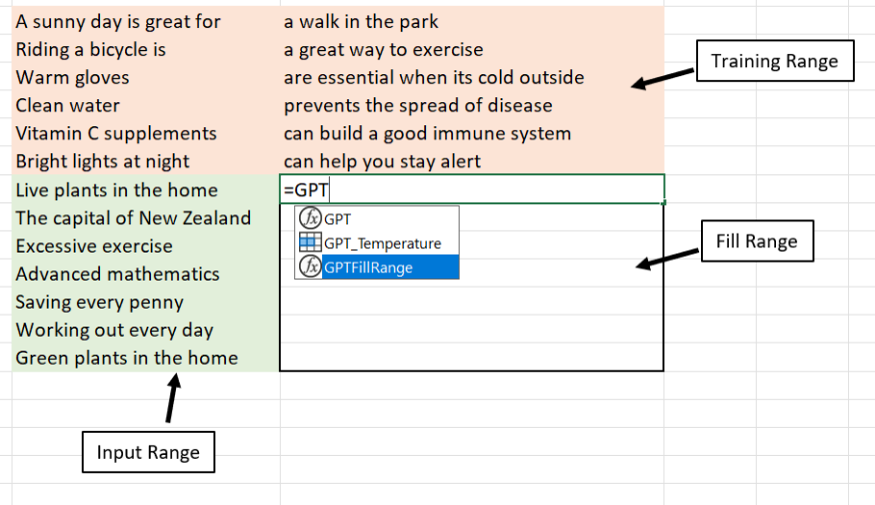 A sunny day is great for a walk in the park
Riding a bicycle is a great way to exercise
Warm gloves are essential when its cold outside
Clean water prevents the spread of disease
Vitamin C supplements can build a good immune system
Bright lights at night can help you stay alert
Training Range
Live plants in the home =GPT
The capital of New Zealand
Excessive exercise
Advanced mathematics
Saving every penny
Working out every day
Green plants in the home
fx GPT
GPT_Temperature
fx GPTFillRange
Fill Range
Input Range